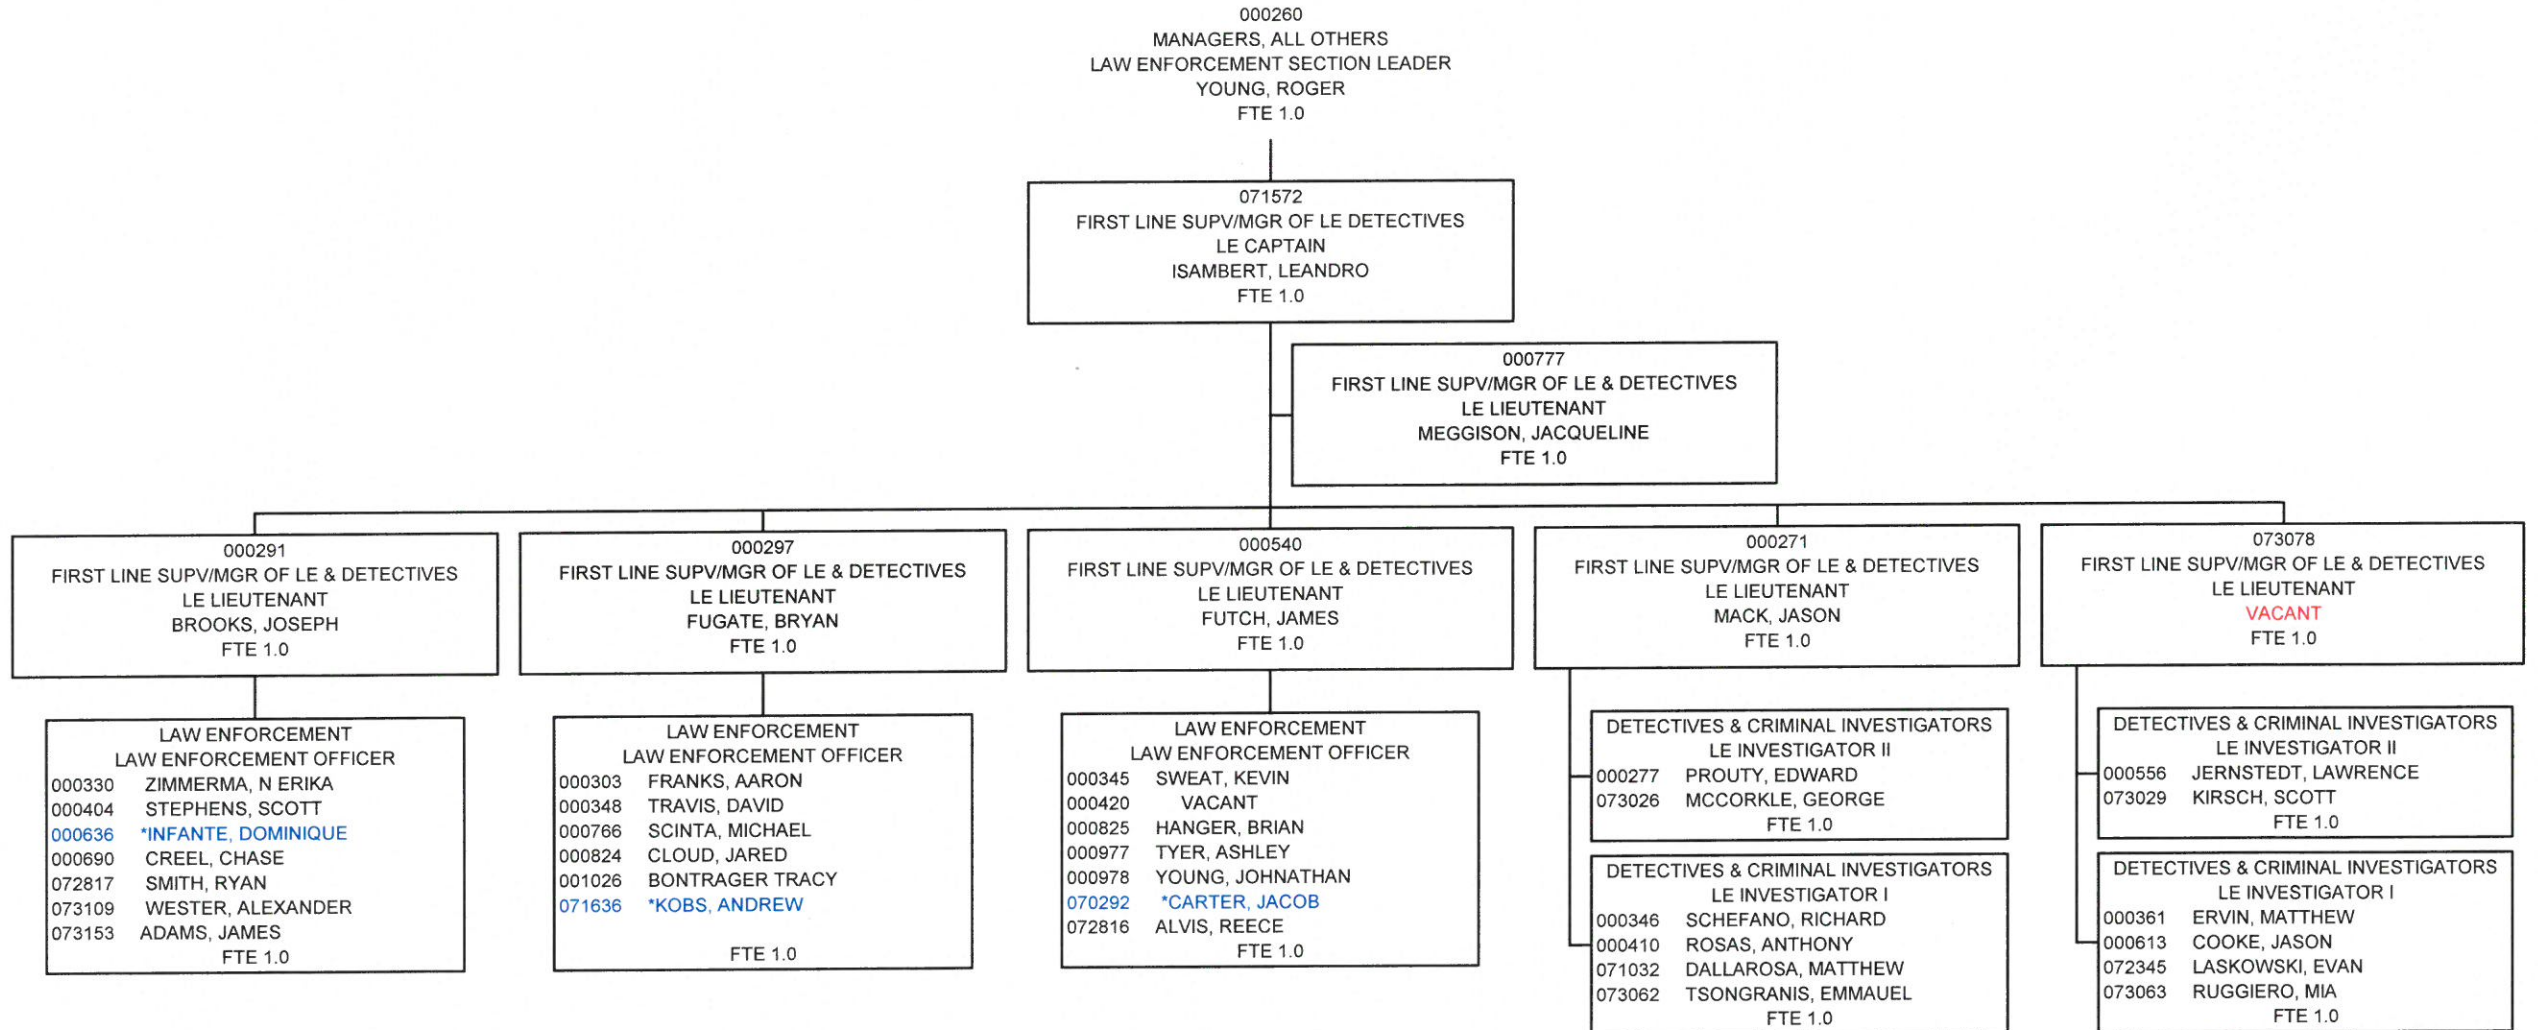 000260
MANAGERS, ALL OTHERS
LAW ENFORCEMENT SECTION LEADER
YOUNG, ROGER
FTE 1.0
071572
FIRST LINE SUPV/MGR OF LE DETECTIVES
LE CAPTAIN
ISAMBERT, LEANDRO
FTE 1.0
000777
FIRST LINE SUPV/MGR OF LE & DETECTIVES
LE LIEUTENANT
MEGGISON, JACQUELINE
FTE 1.0
000291
FIRST LINE SUPV/MGR OF LE & DETECTIVES
LE LIEUTENANT
BROOKS, JOSEPH
FTE 1.0
000297
FIRST LINE SUPV/MGR OF LE & DETECTIVES
LE LIEUTENANT
FUGATE, BRYAN
FTE 1.0
000540
FIRST LINE SUPV/MGR OF LE & DETECTIVES
LE LIEUTENANT
FUTCH, JAMES
FTE 1.0
000271
FIRST LINE SUPV/MGR OF LE & DETECTIVES
LE LIEUTENANT
MACK, JASON
FTE 1.0
073078
FIRST LINE SUPV/MGR OF LE & DETECTIVES
LE LIEUTENANT
VACANT
FTE 1.0
LAW ENFORCEMENT
LAW ENFORCEMENT OFFICER
000330 ZIMMERMA, N ERIKA
000404 STEPHENS, SCOTT
000636 *INFANTE, DOMINIQUE
000690 CREEL, CHASE
072817 SMITH, RYAN
073109 WESTER, ALEXANDER
073153 ADAMS, JAMES
FTE 1.0
LAW ENFORCEMENT
LAW ENFORCEMENT OFFICER
000303 FRANKS, AARON
000348 TRAVIS, DAVID
000766 SCINTA, MICHAEL
000824 CLOUD, JARED
001026 BONTRAGER TRACY
071636 *KOBS, ANDREW
FTE 1.0
LAW ENFORCEMENT
LAW ENFORCEMENT OFFICER
000345 SWEAT, KEVIN
000420 VACANT
000825 HANGER, BRIAN
000977 TYER, ASHLEY
000978 YOUNG, JOHNATHAN
070292 *CARTER, JACOB
072816 ALVIS, REECE
FTE 1.0
DETECTIVES & CRIMINAL INVESTIGATORS
LE INVESTIGATOR II
000277 PROUTY, EDWARD
073026 MCCORKLE, GEORGE
FTE 1.0
DETECTIVES & CRIMINAL INVESTIGATORS
LE INVESTIGATOR I
000346 SCHEFANO, RICHARD
000410 ROSAS, ANTHONY
071032 DALLAROSA, MATTHEW
073062 TSONGRANIS, EMMAUEL
FTE 1.0
DETECTIVES & CRIMINAL INVESTIGATORS
LE INVESTIGATOR II
000556 JERNSTEDT, LAWRENCE
073029 KIRSCH, SCOTT
FTE 1.0
DETECTIVES & CRIMINAL INVESTIGATORS
LE INVESTIGATOR I
000361 ERVIN, MATTHEW
000613 COOKE, JASON
072345 LASKOWSKI, EVAN
073063 RUGGIERO, MIA
FTE 1.0